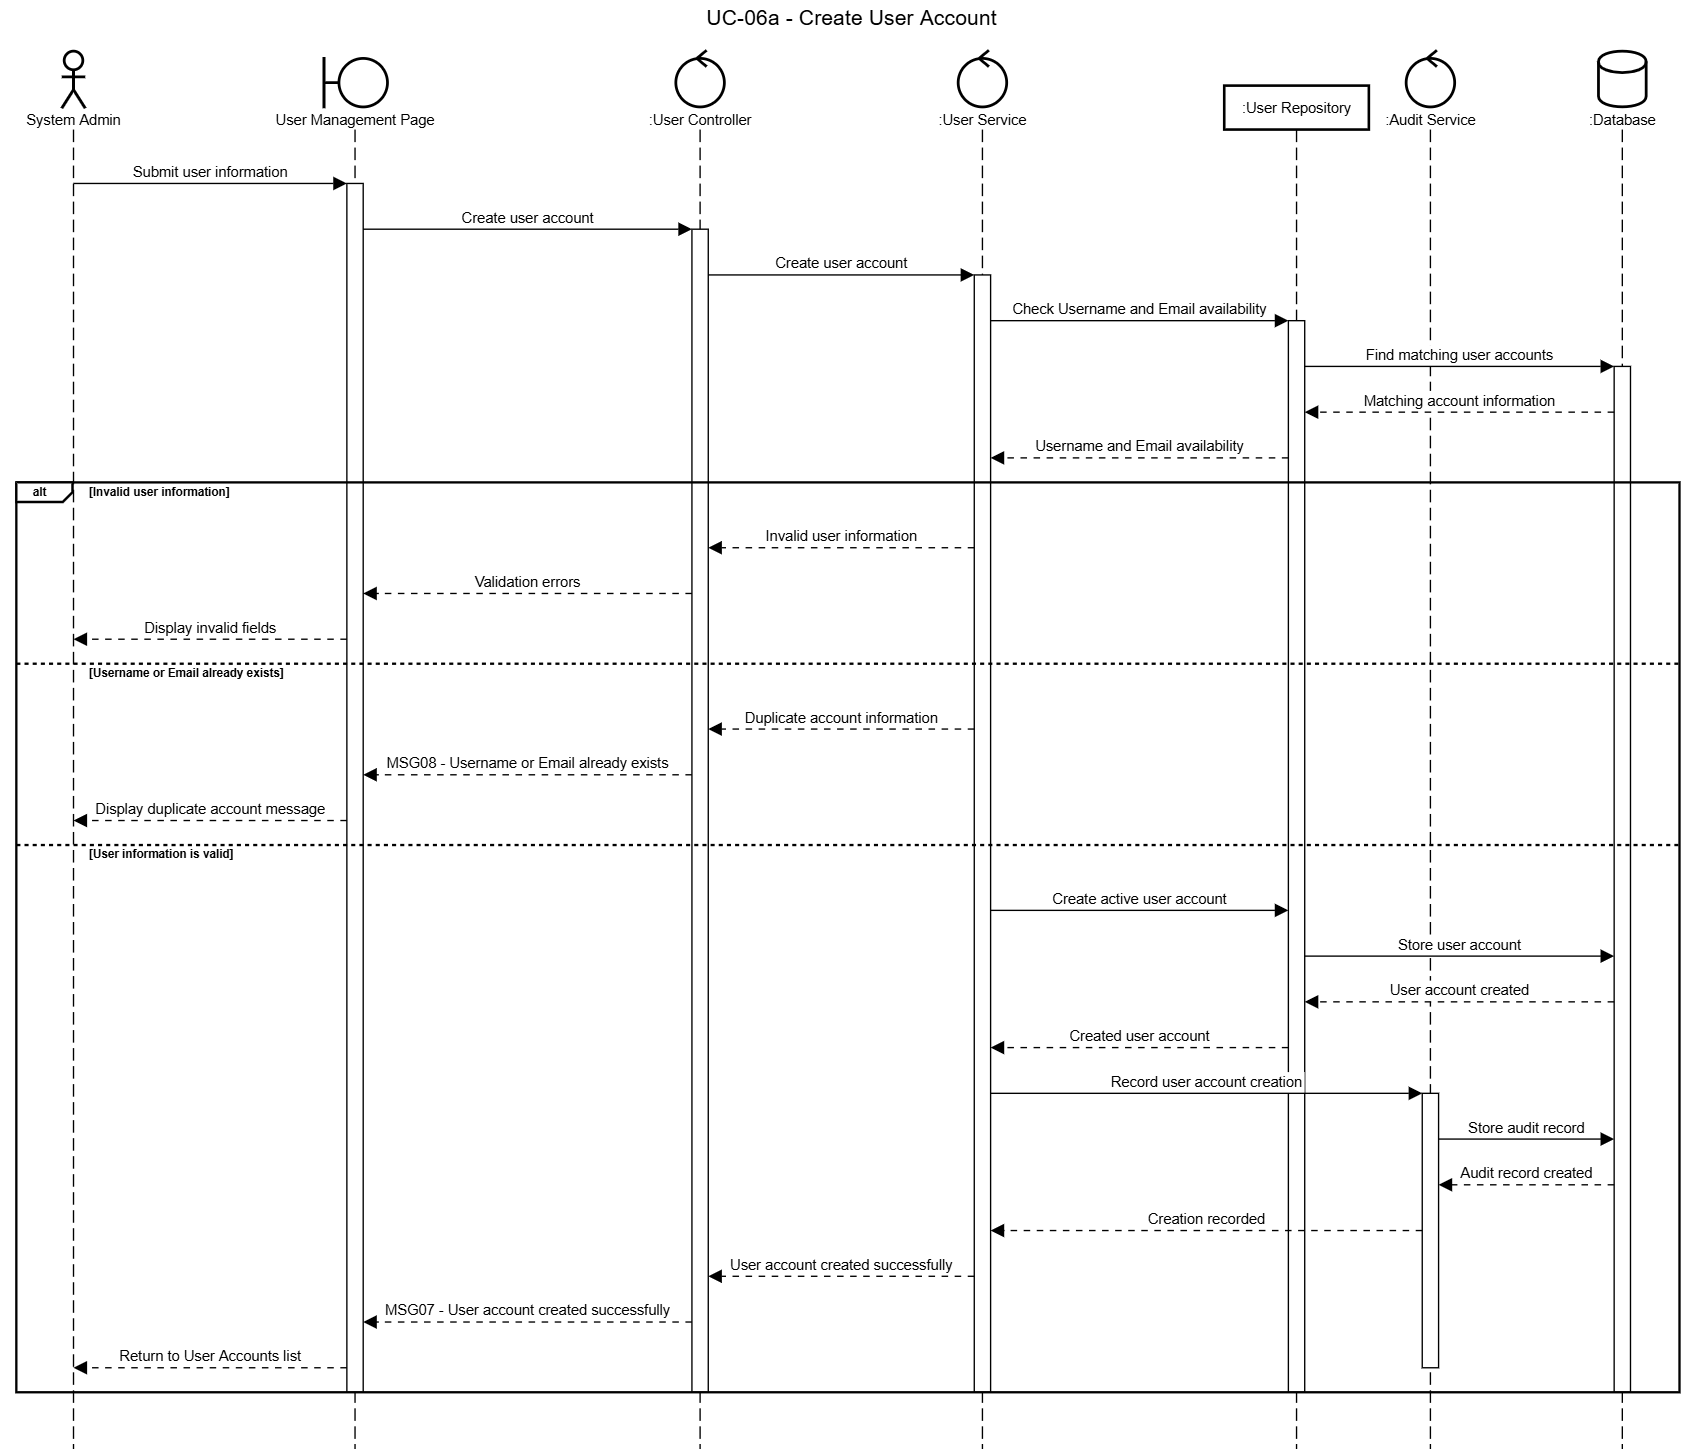 UC-06a - Create User Account
System Admin
User Management Page
:User Controller
:User Service
:User Repository
:Audit Service
:Database
Submit user information
Create user account
Create user account
Check Username and Email availability
Find matching user accounts
Matching account information
Username and Email availability
alt
[Invalid user information]
Invalid user information
Validation errors
Display invalid fields
[Username or Email already exists]
Duplicate account information
MSG08 - Username or Email already exists
Display duplicate account message
[User information is valid]
Create active user account
Store user account
User account created
Created user account
Record user account creation
Store audit record
Audit record created
Creation recorded
User account created successfully
MSG07 - User account created successfully
Return to User Accounts list